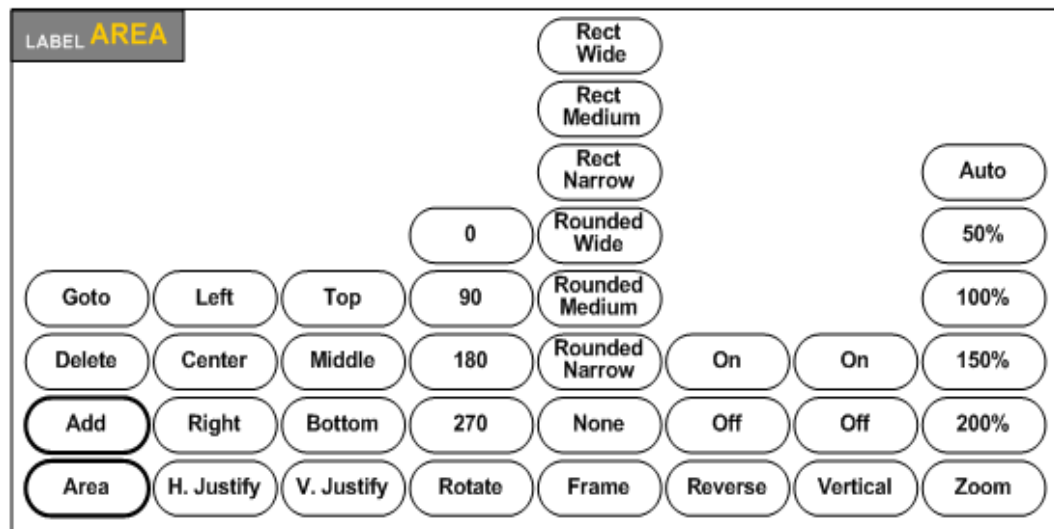 LABEL AREA
Rect
Wide
Rect
Medium
Rect
Narrow
Auto
0
Rounded
Wide
50%
Goto
Left
Top
90
Rounded
Medium
100%
Delete
Center
Middle
180
Rounded
Narrow
On
On
150%
Add
Right
Bottom
270
None
Off
Off
200%
Area
H. Justify
V. Justify
Rotate
Frame
Reverse
Vertical
Zoom